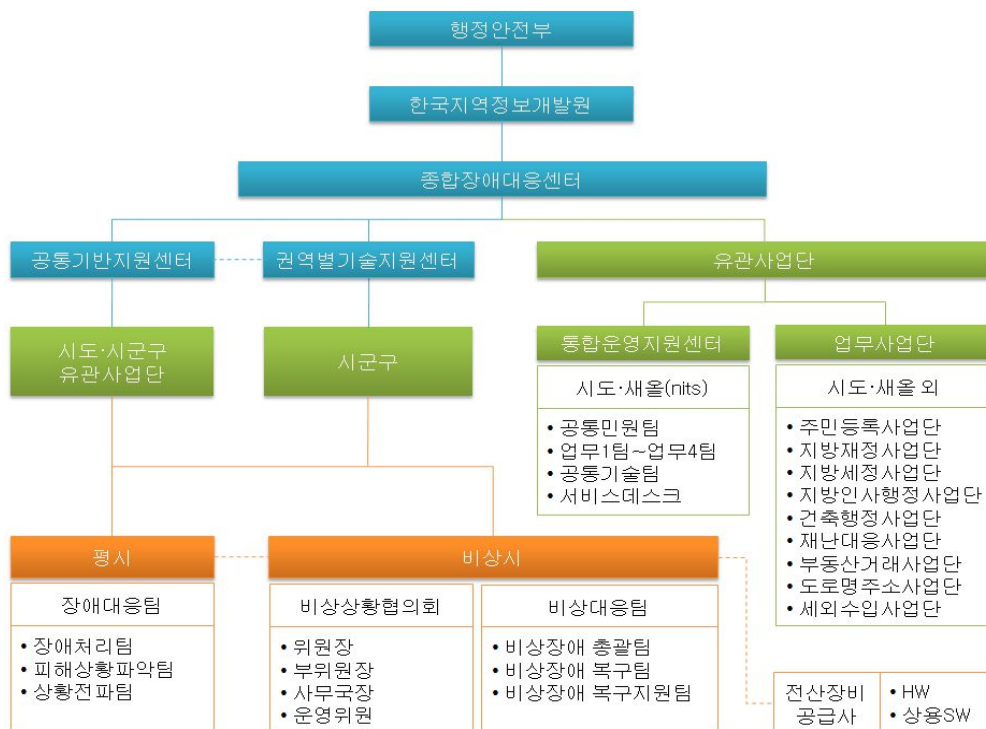 행정안전부
한국지역정보개발원
종합장애대응센터
공통기반지원센터
권역별기술지원센터
유관사업단
시도·시군구
유관사업단
시군구
통합운영지원센터
시도·새올(nits)
• 공통민원팀
• 업무1팀~업무4팀
• 공통기술팀
• 서비스데스크
업무사업단
시도·새올 외
• 주민등록사업단
• 지방재정사업단
• 지방세정사업단
• 지방인사행정사업단
• 건축행정사업단
• 재난대응사업단
• 부동산거래사업단
• 도로명주소사업단
• 세외수입사업단
평시
장애대응팀
• 장애처리팀
• 피해상황파악팀
• 상황전파팀
비상시
비상상황협의회
• 위원장
• 부위원장
• 사무국장
• 운영위원
비상대응팀
• 비상장애 총괄팀
• 비상장애 복구팀
• 비상장애 복구지원팀
전산장비
공급사
• HW
• 상용SW